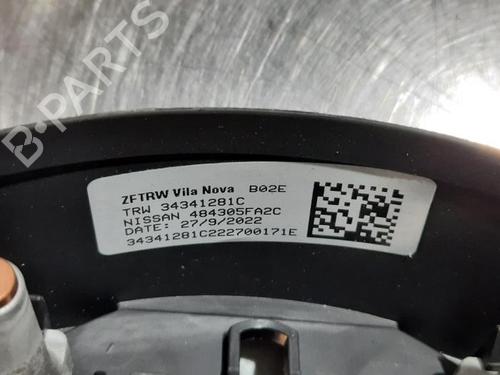 ZFTRW Vila Nova B02E
TRW 34341281C
NISSAN 484305FA2C
DATE: 27/9/2022
34341281C222700171E
B-PARTS